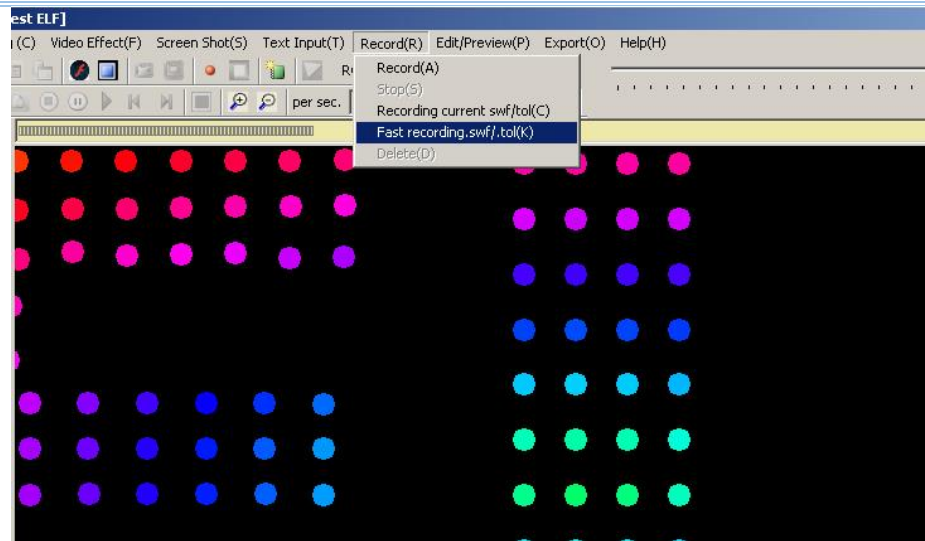 est ELF]
(C) Video Effect(F) Screen Shot(S) Text Input(T) Record(R) Edit/Preview(P) Export(O) Help(H)
Record(A)
Stop(S)
per sec.
Recording current swf/tol(C)
Fast recording.swf/.tol(K)
Delete(D)